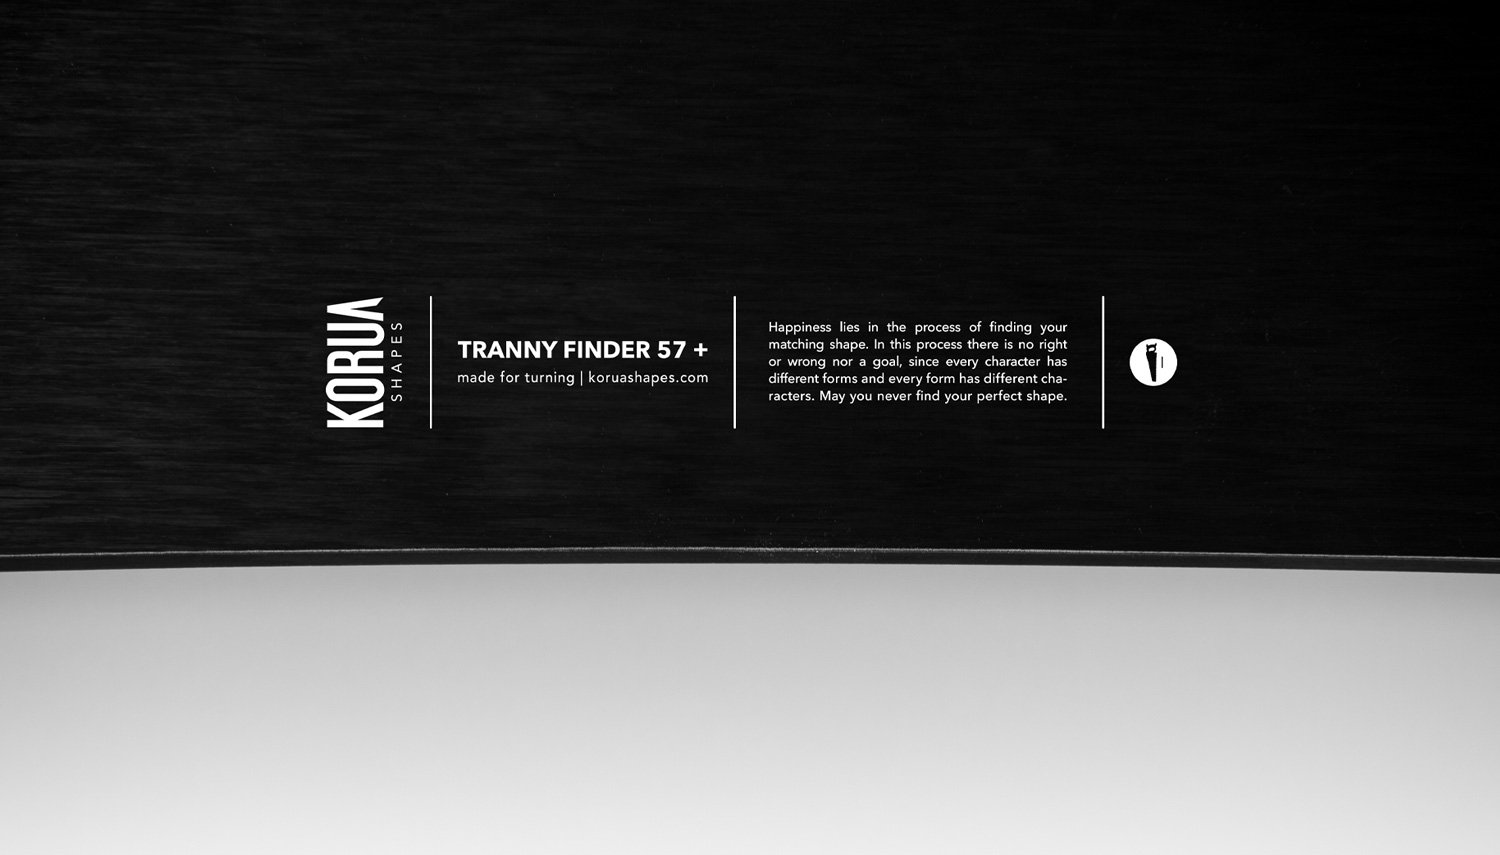 KORUA
SHAPES
TRANNY FINDER 57 +
made for turning | koruashapes.com
Happiness lies in the process of finding your
matching shape. In this process there is no right
or wrong nor a goal, since every character has
different forms and every form has different cha-
racters. May you never find your perfect shape.